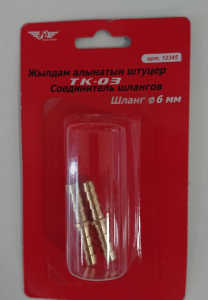 арт. 12345
Жылдам алынатын штуцер
ТК-03
Соединитель шлангов
Шланг ϕ 6 мм